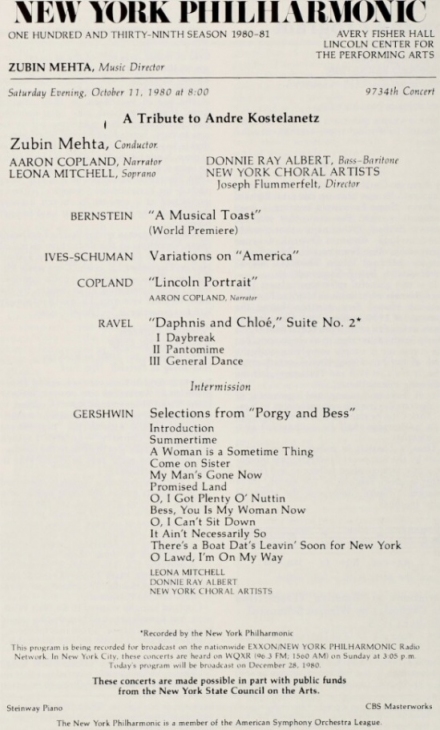 NEW YORK PHILHARMONIC
ONE HUNDRED AND THIRTY-NINTH SEASON 1980-81
AVERY FISHER HALL
LINCOLN CENTER FOR
THE PERFORMING ARTS
ZUBIN MEHTA, Music Director
Saturday Evening, October 11, 1980 at 8:00
9734th Concert
A Tribute to Andre Kostelanetz
Zubin Mehta, Conductor
AARON COPLAND, Narrator
LEONA MITCHELL, Soprano
DONNIE RAY ALBERT, Bass-Baritone
NEW YORK CHORAL ARTISTS
Joseph Flummerfelt, Director
BERNSTEIN "A Musical Toast"
(World Premiere)
IVES-SCHUMAN Variations on "America"
COPLAND "Lincoln Portrait"
AARON COPLAND, Narrator
RAVEL "Daphnis and Chloé," Suite No. 2*
I Daybreak
II Pantomime
III General Dance
Intermission
GERSHWIN Selections from "Porgy and Bess"
Introduction
Summertime
A Woman is a Sometime Thing
Come on Sister
My Man's Gone Now
Promised Land
O, I Got Plenty O' Nuttin
Bess, You Is My Woman Now
O, I Can't Sit Down
It Ain't Necessarily So
There's a Boat Dat's Leavin' Soon for New York
O Lawd, I'm On My Way
LEONA MITCHELL
DONNIE RAY ALBERT
NEW YORK CHORAL ARTISTS
*Recorded by the New York Philharmonic
This program is being recorded for broadcast on the nationwide EXXON/NEW YORK PHILHARMONIC Radio
Network. In New York City, these concerts are heard on WQXR (96.3 FM; 1560 AM) on Sunday at 3:05 p.m.
Today's program will be broadcast on December 28, 1980.
These concerts are made possible in part with public funds
from the New York State Council on the Arts.
Steinway Piano
CBS Masterworks
The New York Philharmonic is a member of the American Symphony Orchestra League.